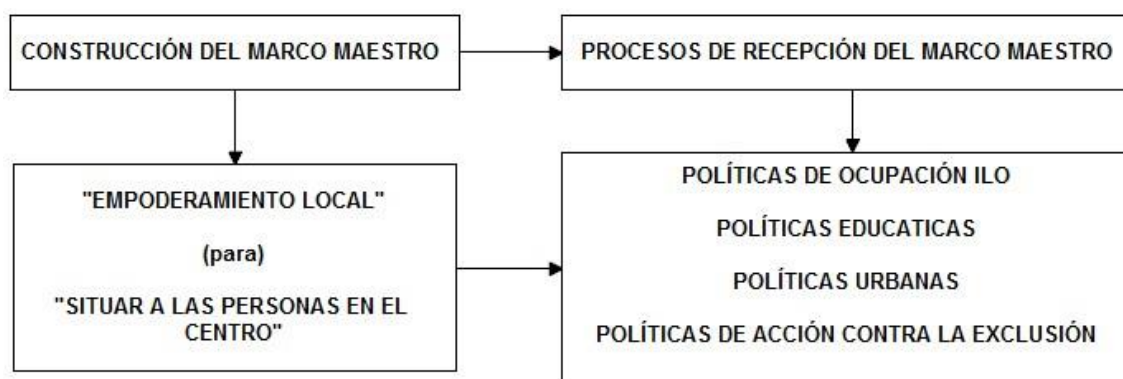 CONSTRUCCIÓN DEL MARCO MAESTRO
PROCESOS DE RECEPCIÓN DEL MARCO MAESTRO
"EMPODERAMIENTO LOCAL"
(para)
"SITUAR A LAS PERSONAS EN EL
CENTRO"
POLÍTICAS DE OCUPACIÓN ILO
POLÍTICAS EDUCATICAS
POLÍTICAS URBANAS
POLÍTICAS DE ACCIÓN CONTRA LA EXCLUSIÓN